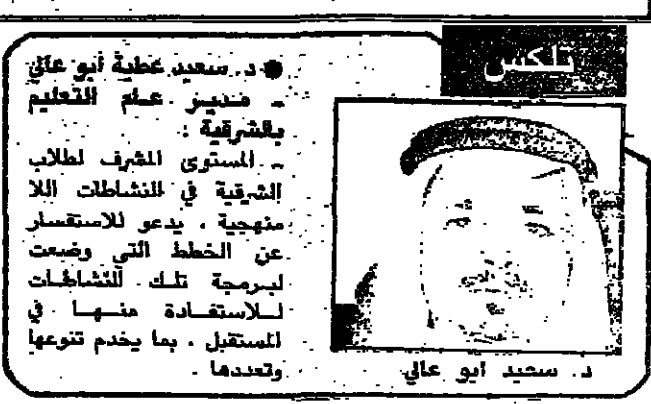 تلكس
● د. سعيد عطية أبو عالي
ـ مدير عام التعليم
بالشرقية :
ـ المستوى المشرف لطلاب
الشرقية في النشاطات اللا
منهجية ، يدعو للاستفسار
عن الخطط التي وضعت
لبرمجة تلك النشاطات
للاستفادة منها في
المستقبل ، بما يخدم تنوعها
وتعددها .
د. سعيد ابو عالي